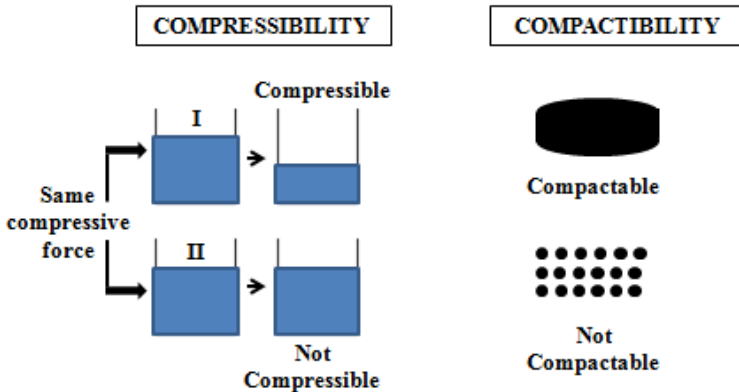 COMPRESSIBILITY
COMPACTIBILITY
Compressible
I
Same
compressive
force
II
Not
Compressible
Compactable
Not
Compactable